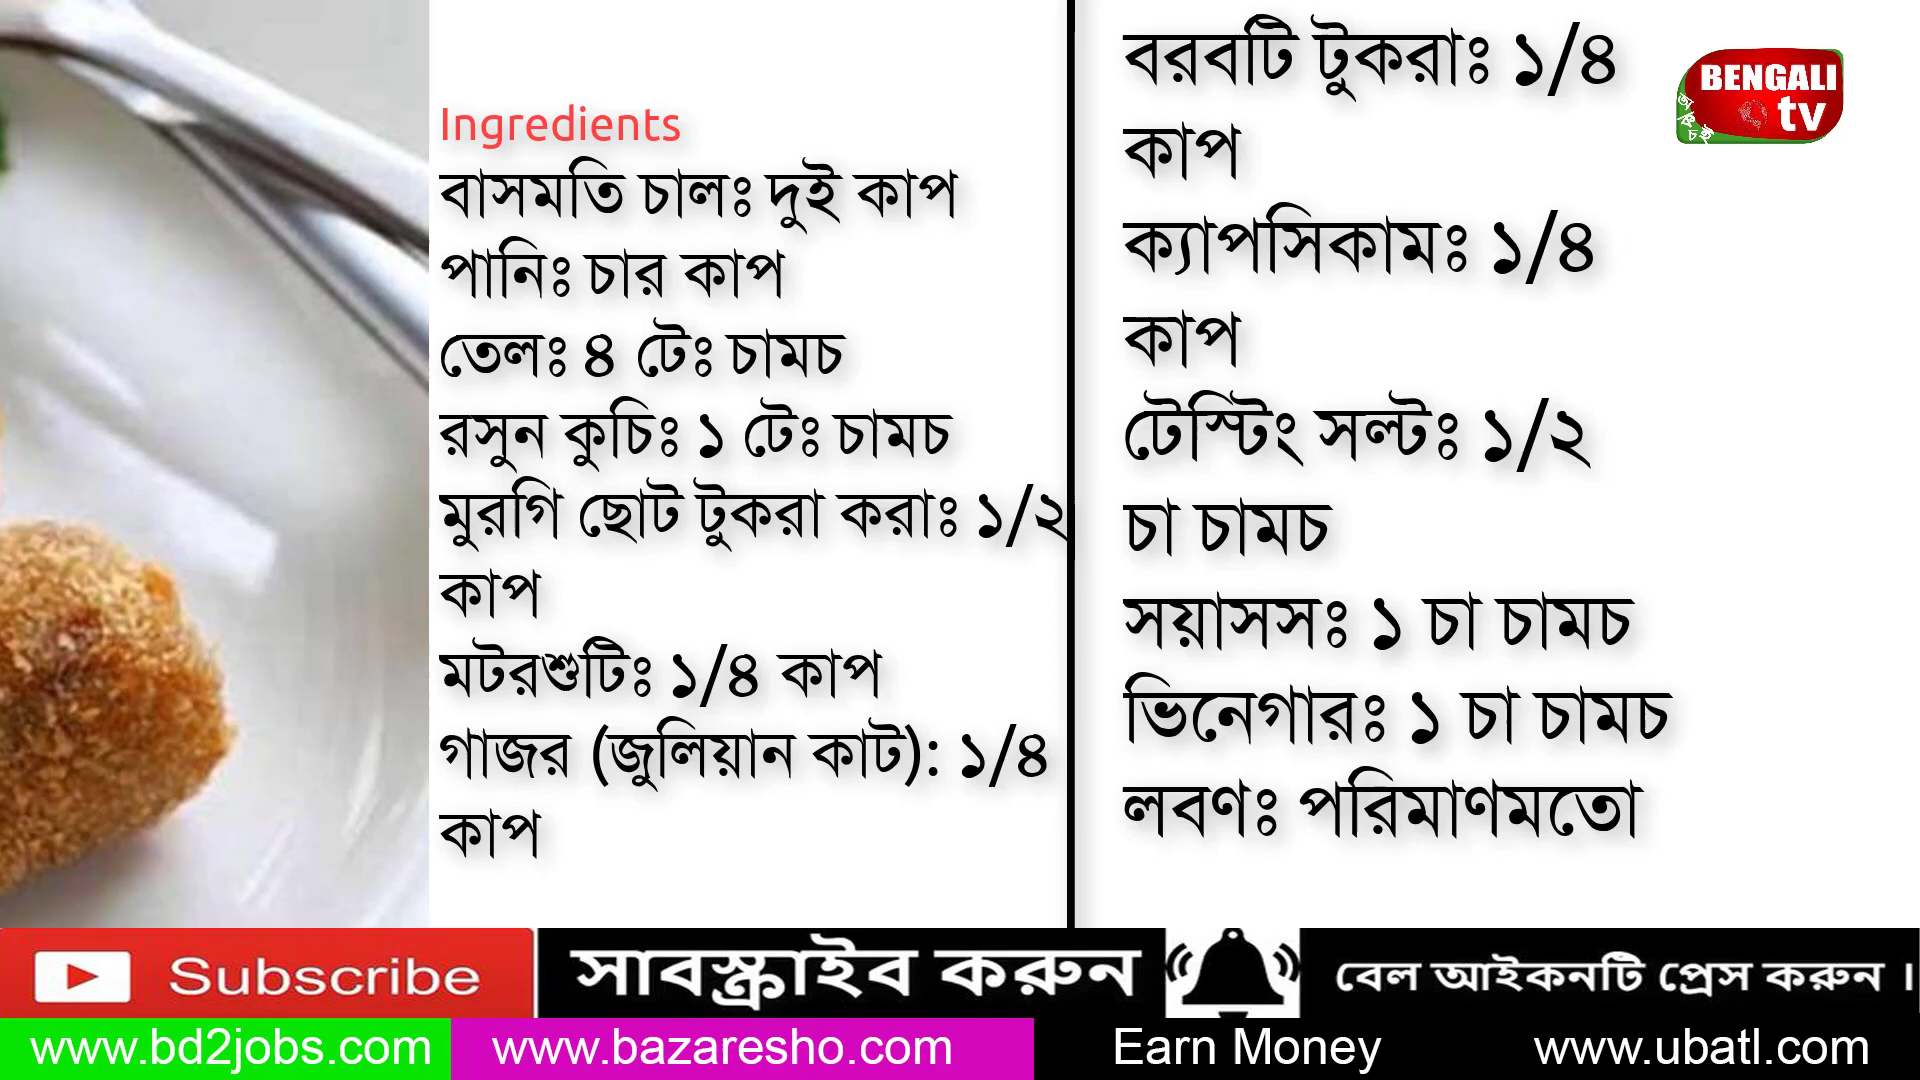 Ingredients
বাসমতি চালঃ দুই কাপ
পানিঃ চার কাপ
তেলঃ ৪ টেঃ চামচ
রসুন কুচিঃ ১ টেঃ চামচ
মুরগি ছোট টুকরা করাঃ ১/২
কাপ
মটরশুটিঃ ১/৪ কাপ
গাজর (জুলিয়ান কাট): ১/৪
কাপ
বরবটি টুকরাঃ ১/৪
কাপ
ক্যাপসিকামঃ ১/৪
কাপ
টেস্টিং সল্টঃ ১/২
চা চামচ
সয়াসসঃ ১ চা চামচ
ভিনেগারঃ ১ চা চামচ
লবণঃ পরিমাণমতো
BENGALI
tv
Subscribe
সাবস্ক্রাইব করুন
বেল আইকনটি প্রেস করুন ।
www.bd2jobs.com
www.bazaresho.com
Earn Money
www.ubatl.com